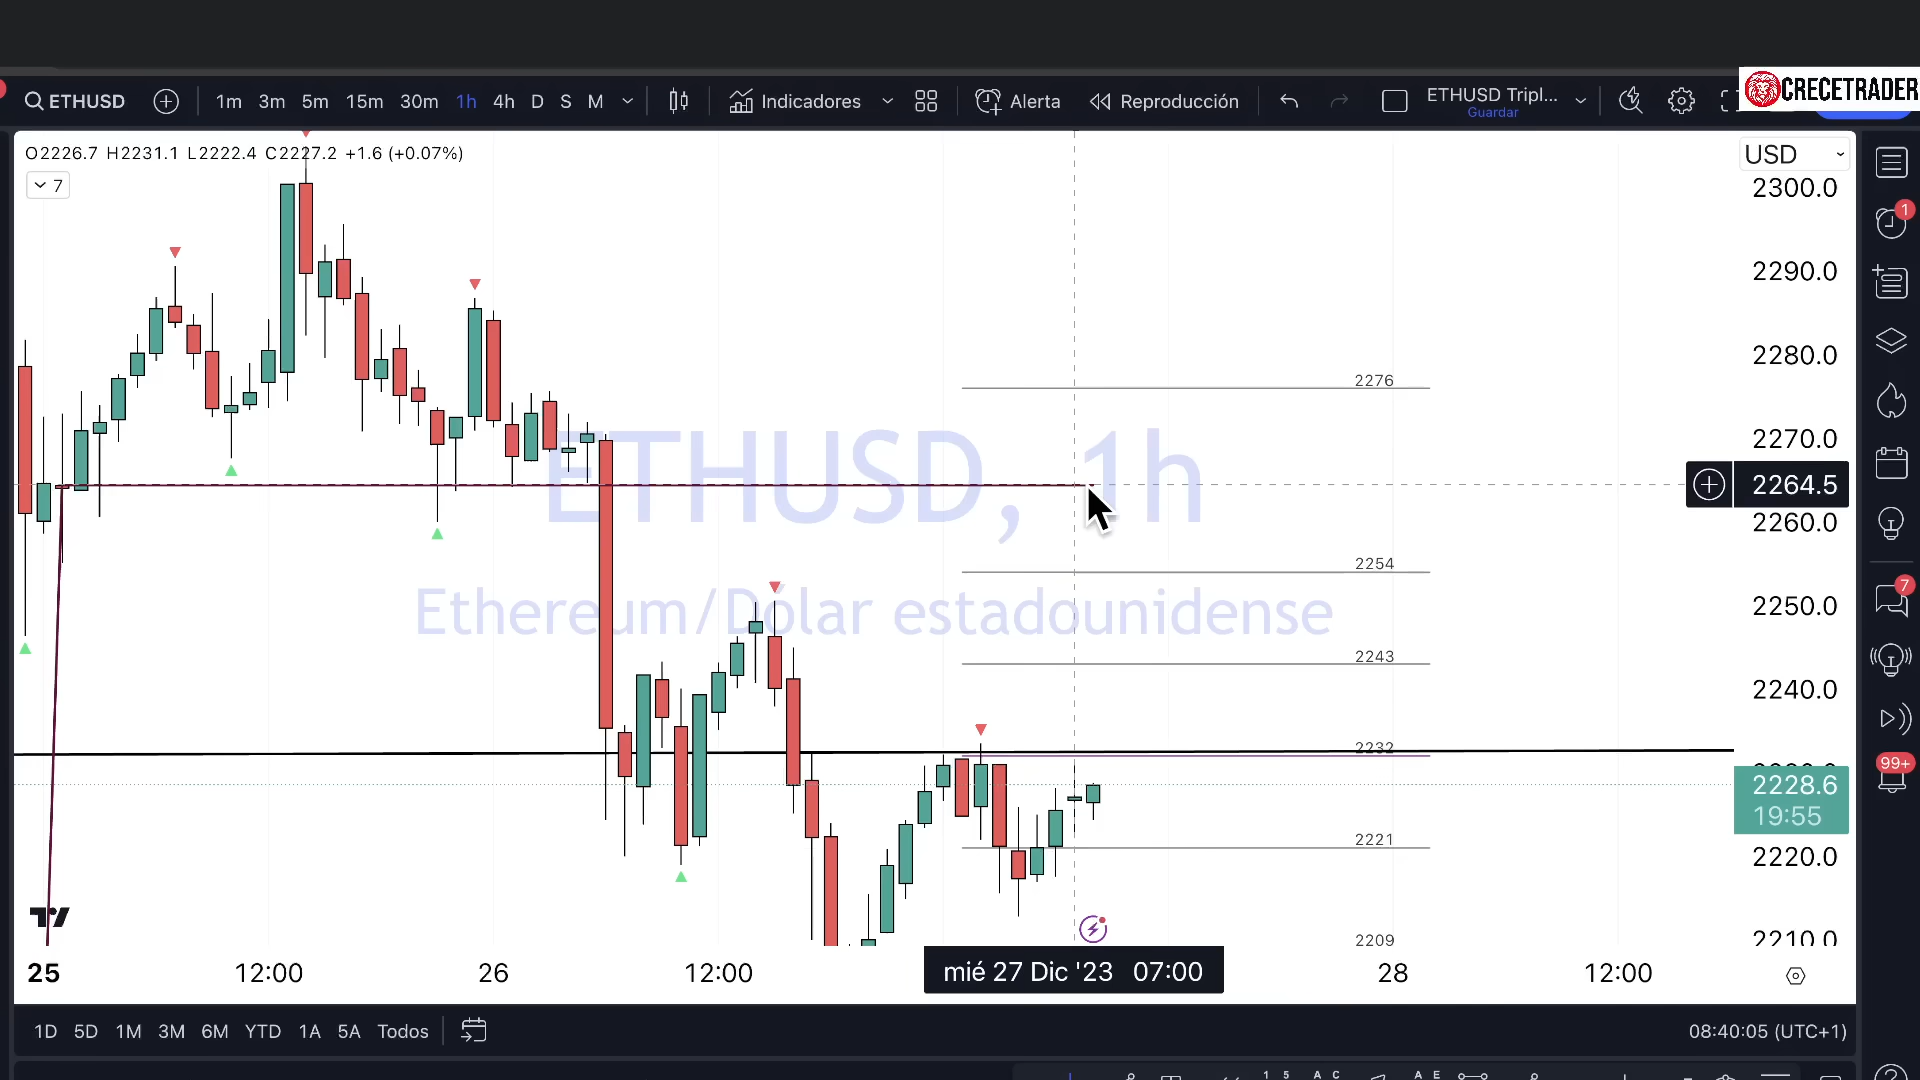 ETHUSD 1m 3m 5m 15m 30m 1h 4h D S M Indicadores Alerta Reproducción ETHUSD Tripl... CRECETRADER
Guardar
O2226.7 H2231.1 L2222.4 C2227.2 +1.6 (+0.07%)
7
USD
2300.0
1
2290.0
2280.0
2276
2270.0
ETHUSD, 1h
2264.5
2260.0
2254
7
2250.0
Ethereum/Dólar estadounidense
2243
2240.0
2232
99+
2228.6
19:55
2221
2220.0
2209
2210.0
25 12:00 26 12:00 mié 27 Dic '23 07:00 28 12:00
1D 5D 1M 3M 6M YTD 1A 5A Todos 08:40:05 (UTC+1)